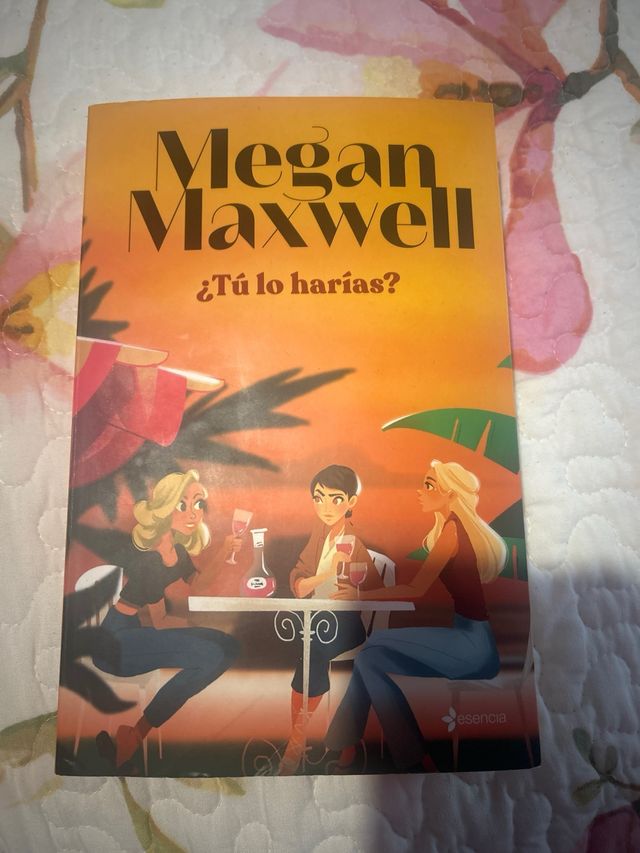 Megan
Maxwell
¿Tú lo harías?
esencia